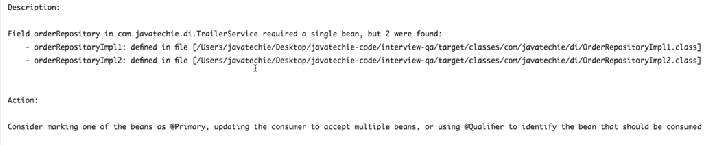 Description:
Field orderRepository in com.javatechie.di.TrailerService required a single bean, but 2 were found:
- orderRepositoryImpl1: defined in file [/Users/javatechie/Desktop/javatechie-code/interview-qa/target/classes/com/javatechie/di/OrderRepositoryImpl1.class]
- orderRepositoryImpl2: defined in file [/Users/javatechie/Desktop/javatechie-code/interview-qa/target/classes/com/javatechie/di/OrderRepositoryImpl2.class]
Action:
Consider marking one of the beans as @Primary, updating the consumer to accept multiple beans, or using @Qualifier to identify the bean that should be consumed